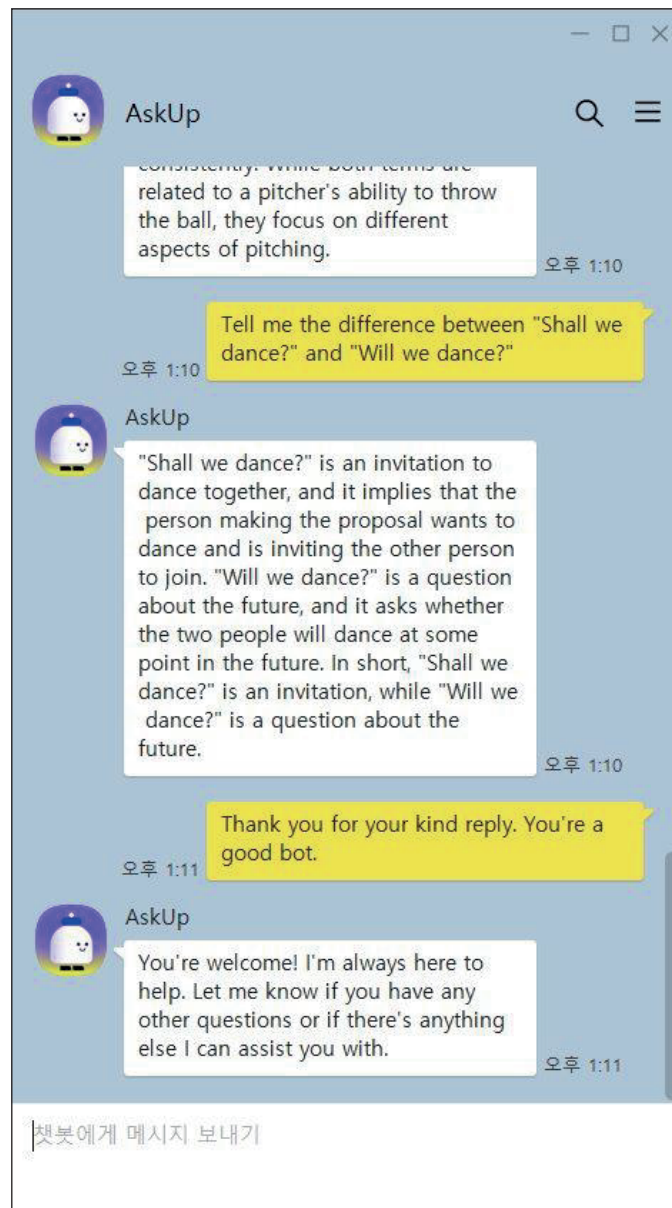 AskUp
consistently. While both terms are
related to a pitcher's ability to throw
the ball, they focus on different
aspects of pitching.
오후 1:10
Tell me the difference between "Shall we
dance?" and "Will we dance?"
오후 1:10
AskUp
"Shall we dance?" is an invitation to
dance together, and it implies that the
person making the proposal wants to
dance and is inviting the other person
to join. "Will we dance?" is a question
about the future, and it asks whether
the two people will dance at some
point in the future. In short, "Shall we
dance?" is an invitation, while "Will we
dance?" is a question about the
future.
오후 1:10
Thank you for your kind reply. You're a
good bot.
오후 1:11
AskUp
You're welcome! I'm always here to
help. Let me know if you have any
other questions or if there's anything
else I can assist you with.
오후 1:11
챗봇에게 메시지 보내기